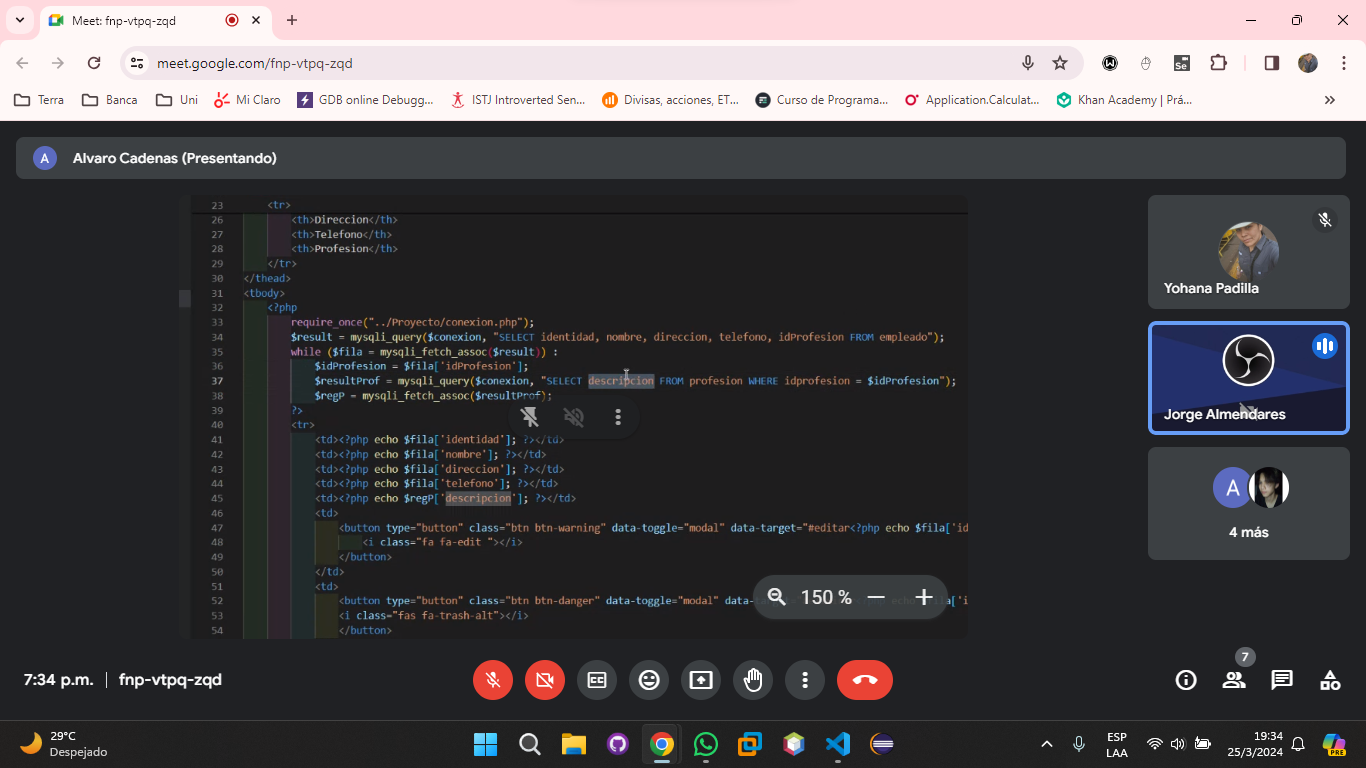 Meet: fnp-vtpq-zqd
meet.google.com/fnp-vtpq-zqd
Terra
Banca
Uni
Mi Claro
GDB online Debugg...
ISTJ Introverted Sen...
Divisas, acciones, ET...
Curso de Programa...
Application.Calculat...
Khan Academy | Prá...
A Alvaro Cadenas (Presentando)
23 <tr>
26 <th>Direccion</th>
27 <th>Telefono</th>
28 <th>Profesion</th>
29 </tr>
30 </thead>
31 <tbody>
32 <?php
33 require_once("../Proyecto/conexion.php");
34 $result = mysqli_query($conexion, "SELECT identidad, nombre, direccion, telefono, idProfesion FROM empleado");
35 while ($fila = mysqli_fetch_assoc($result)) :
36 $idProfesion = $fila['idProfesion'];
37 $resultProf = mysqli_query($conexion, "SELECT descripcion FROM profesion WHERE idprofesion = $idProfesion");
38 $regP = mysqli_fetch_assoc($resultProf);
39 ?>
40 <tr>
41 <td><?php echo $fila['identidad']; ?></td>
42 <td><?php echo $fila['nombre']; ?></td>
43 <td><?php echo $fila['direccion']; ?></td>
44 <td><?php echo $fila['telefono']; ?></td>
45 <td><?php echo $regP['descripcion']; ?></td>
46 <td>
47 <button type="button" class="btn btn-warning" data-toggle="modal" data-target="#editar<?php echo $fila['id
48 <i class="fa fa-edit "></i>
49 </button>
50 </td>
51 <td>
52 <button type="button" class="btn btn-danger" data-toggle="modal" data-
53 <i class="fas fa-trash-alt"></i>
54 </button>
150 %
Yohana Padilla
Jorge Almendares
A
4 más
7:34 p.m. | fnp-vtpq-zqd
7
29°C
Despejado
ESP
LAA
19:34
25/3/2024
PRE